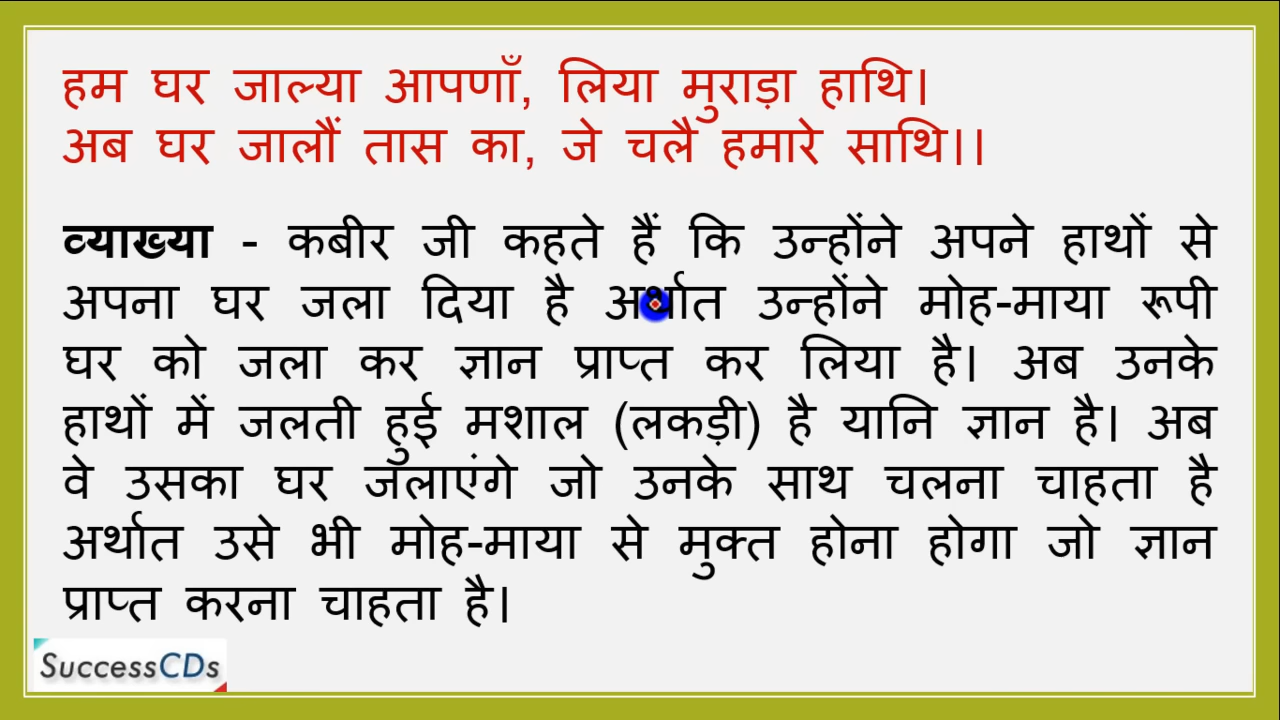 हम घर जाल्या आपणाँ, लिया मुराड़ा हाथि।
अब घर जालौं तास का, जे चलै हमारे साथि।।
व्याख्या - कबीर जी कहते हैं कि उन्होंने अपने हाथों से
अपना घर जला दिया है अर्थात उन्होंने मोह-माया रूपी
घर को जला कर ज्ञान प्राप्त कर लिया है। अब उनके
हाथों में जलती हुई मशाल (लकड़ी) है यानि ज्ञान है। अब
वे उसका घर जलाएंगे जो उनके साथ चलना चाहता है
अर्थात उसे भी मोह-माया से मुक्त होना होगा जो ज्ञान
प्राप्त करना चाहता है।
SuccessCDs